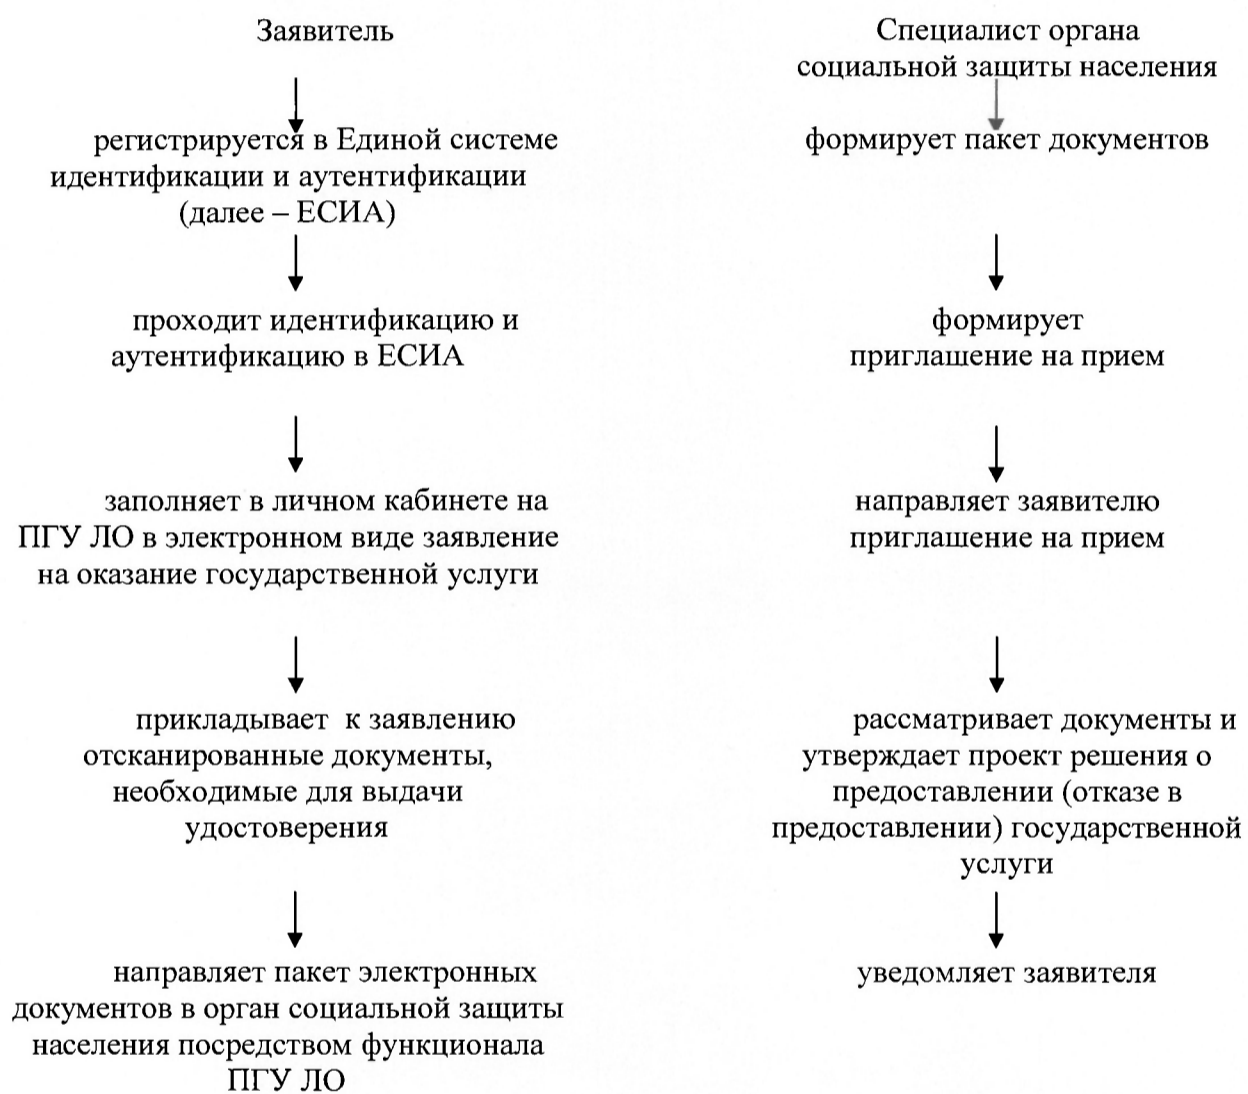 Заявитель
регистрируется в Единой системе
идентификации и аутентификации
(далее – ЕСИА)
проходит идентификацию и
аутентификацию в ЕСИА
заполняет в личном кабинете на
ПГУ ЛО в электронном виде заявление
на оказание государственной услуги
прикладывает к заявлению
отсканированные документы,
необходимые для выдачи
удостоверения
направляет пакет электронных
документов в орган социальной защиты
населения посредством функционала
ПГУ ЛО
Специалист органа
социальной защиты населения
формирует пакет документов
формирует
приглашение на прием
направляет заявителю
приглашение на прием
рассматривает документы и
утверждает проект решения о
предоставлении (отказе в
предоставлении) государственной
услуги
уведомляет заявителя